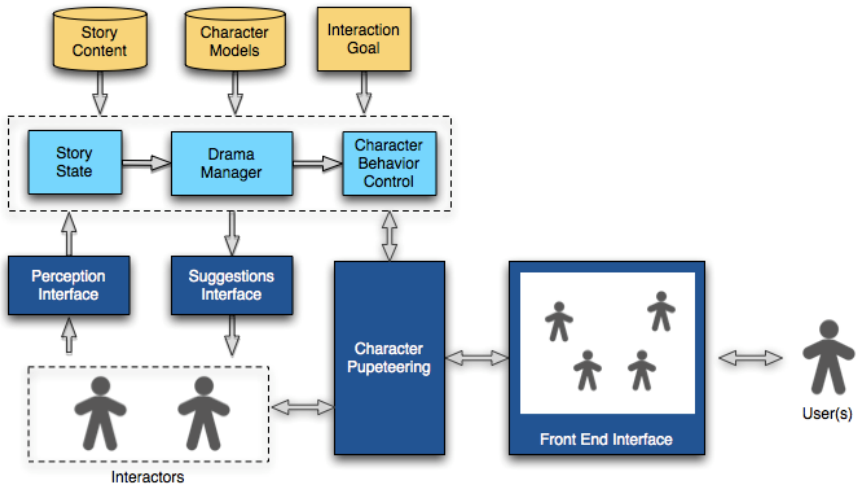 Story
Content
Character
Models
Interaction
Goal
Story
State
Drama
Manager
Character
Behavior
Control
Perception
Interface
Suggestions
Interface
Character
Pupeteering
Front End Interface
User(s)
Interactors